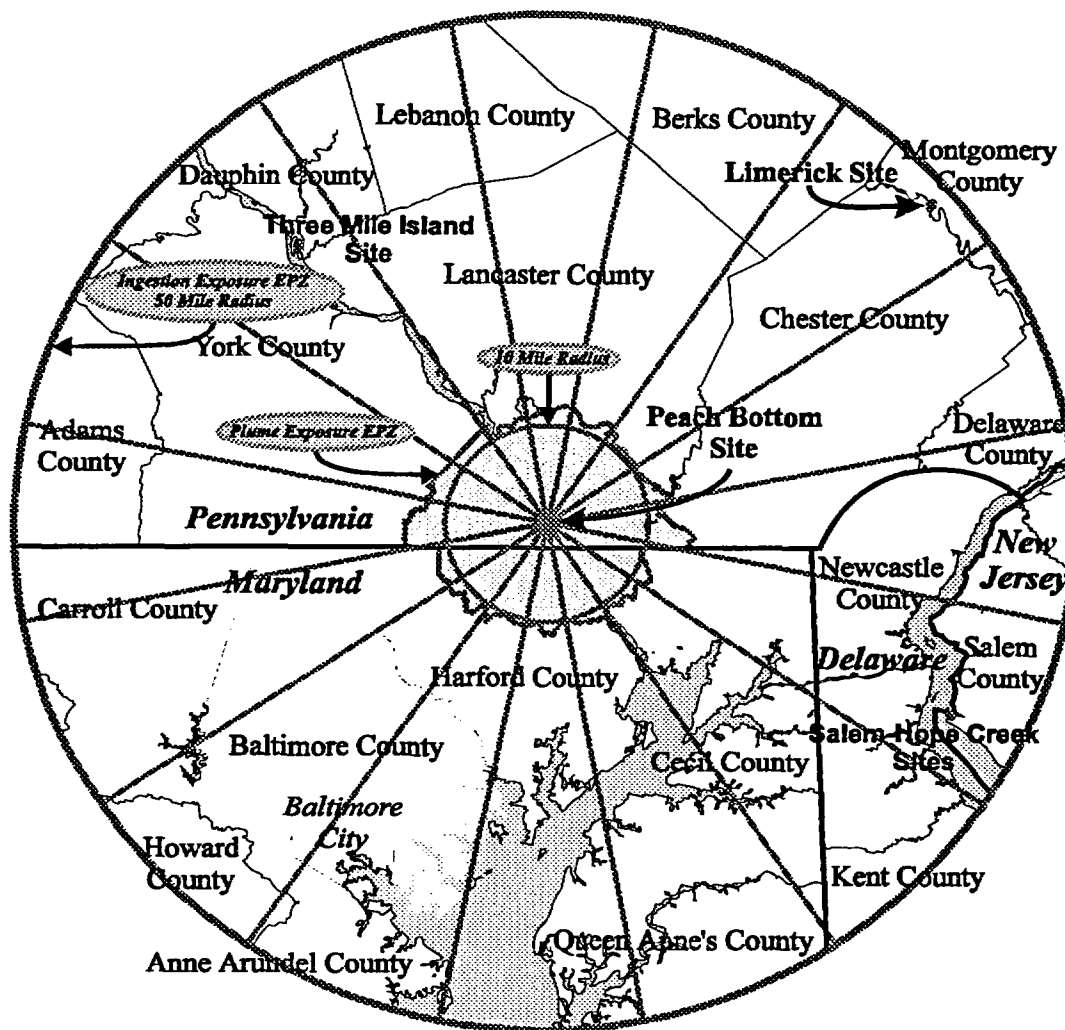 Lebanon County
Berks County
Montgomery
County
Limerick Site
Dauphin County
Three Mile Island
Site
Lancaster County
Ingestion Exposure EPZ
50 Mile Radius
Chester County
York County
10 Mile Radius
Peach Bottom
Site
Plume Exposure EPZ
Adams
County
Delaware
County
Pennsylvania
New
Jersey
Maryland
Newcastle
County
Carroll County
Delaware
Salem
County
Harford County
Salem Hope Creek
Sites
Baltimore County
Cecil County
Baltimore
City
Howard
County
Kent County
Queen Anne's County
Anne Arundel County